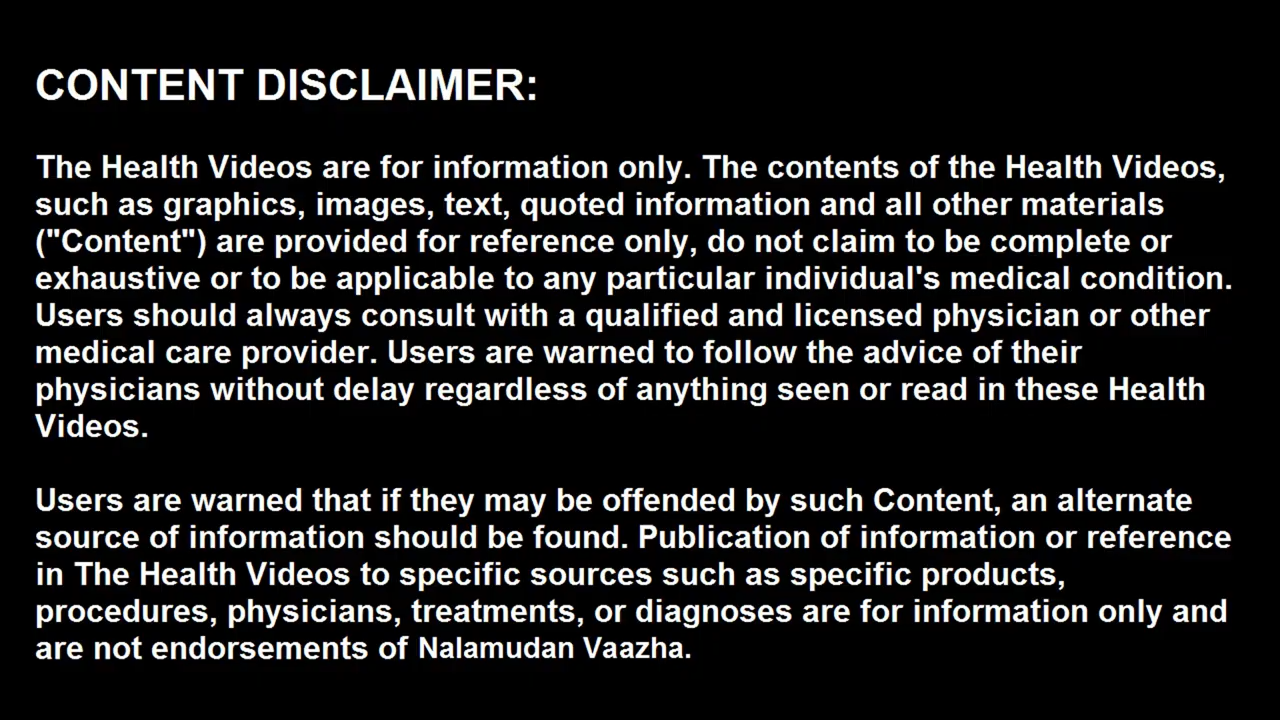 CONTENT DISCLAIMER:
The Health Videos are for information only. The contents of the Health Videos,
such as graphics, images, text, quoted information and all other materials
("Content") are provided for reference only, do not claim to be complete or
exhaustive or to be applicable to any particular individual's medical condition.
Users should always consult with a qualified and licensed physician or other
medical care provider. Users are warned to follow the advice of their
physicians without delay regardless of anything seen or read in these Health
Videos.
Users are warned that if they may be offended by such Content, an alternate
source of information should be found. Publication of information or reference
in The Health Videos to specific sources such as specific products,
procedures, physicians, treatments, or diagnoses are for information only and
are not endorsements of Nalamudan Vaazha.